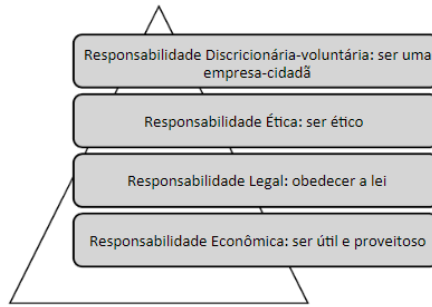 Responsabilidade Discricionária-voluntária: ser uma
empresa-cidadã
Responsabilidade Ética: ser ético
Responsabilidade Legal: obedecer a lei
Responsabilidade Econômica: ser útil e proveitoso